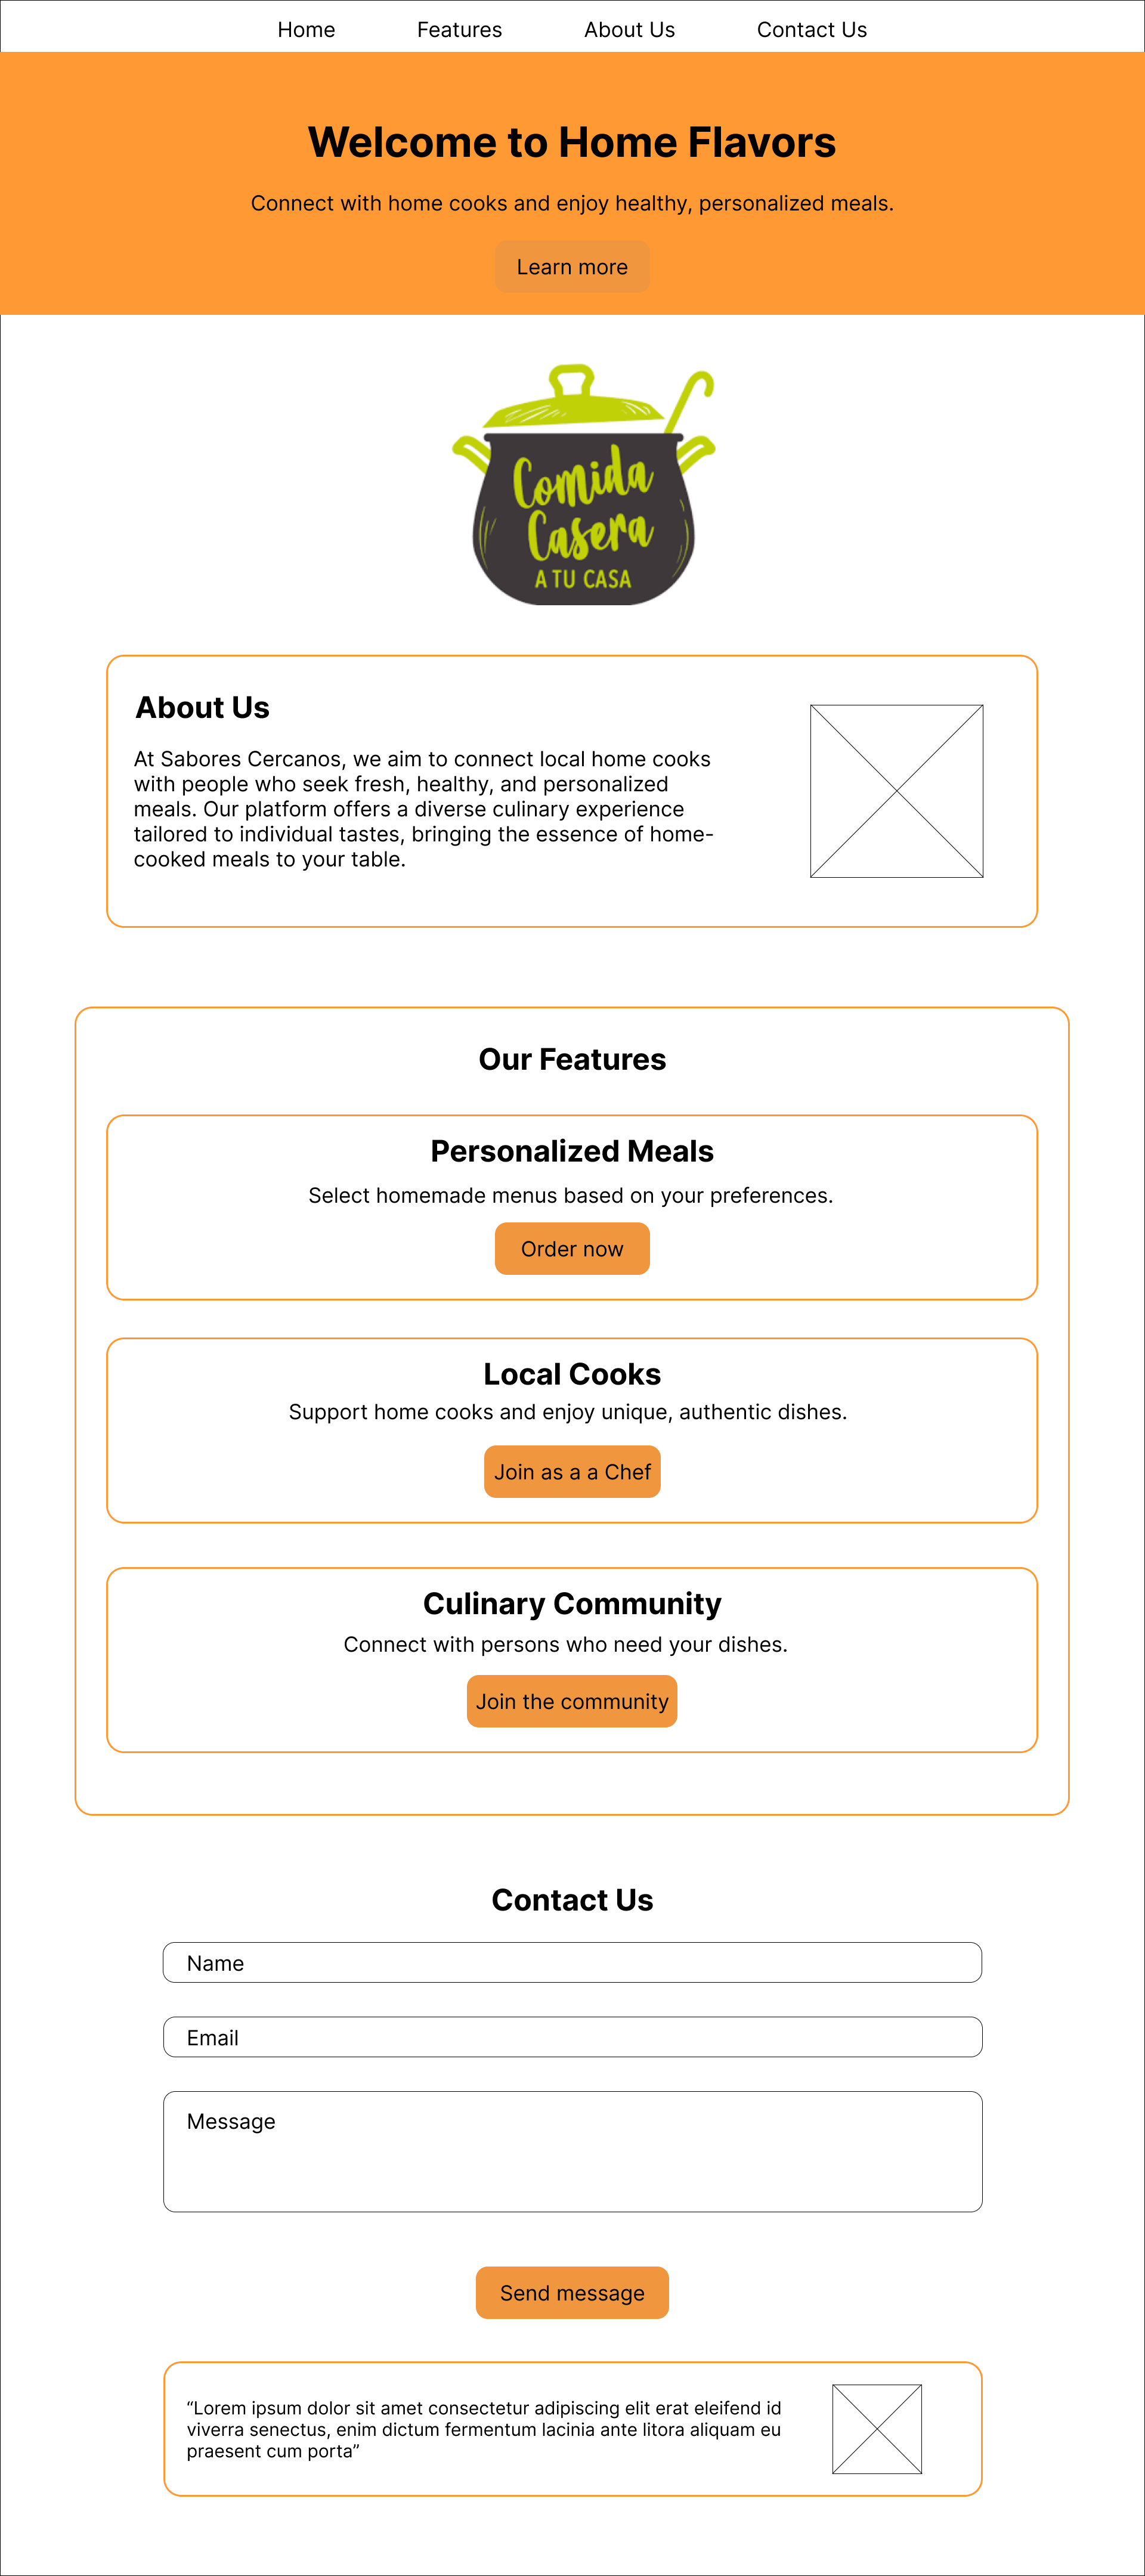 Home Features About Us Contact Us
Welcome to Home Flavors
Connect with home cooks and enjoy healthy, personalized meals.
Learn more
Comida
Casera
A TU CASA
About Us
At Sabores Cercanos, we aim to connect local home cooks
with people who seek fresh, healthy, and personalized
meals. Our platform offers a diverse culinary experience
tailored to individual tastes, bringing the essence of home-
cooked meals to your table.
Our Features
Personalized Meals
Select homemade menus based on your preferences.
Order now
Local Cooks
Support home cooks and enjoy unique, authentic dishes.
Join as a a Chef
Culinary Community
Connect with persons who need your dishes.
Join the community
Contact Us
Name
Email
Message
Send message
“Lorem ipsum dolor sit amet consectetur adipiscing elit erat eleifend id
viverra senectus, enim dictum fermentum lacinia ante litora aliquam eu
praesent cum porta”